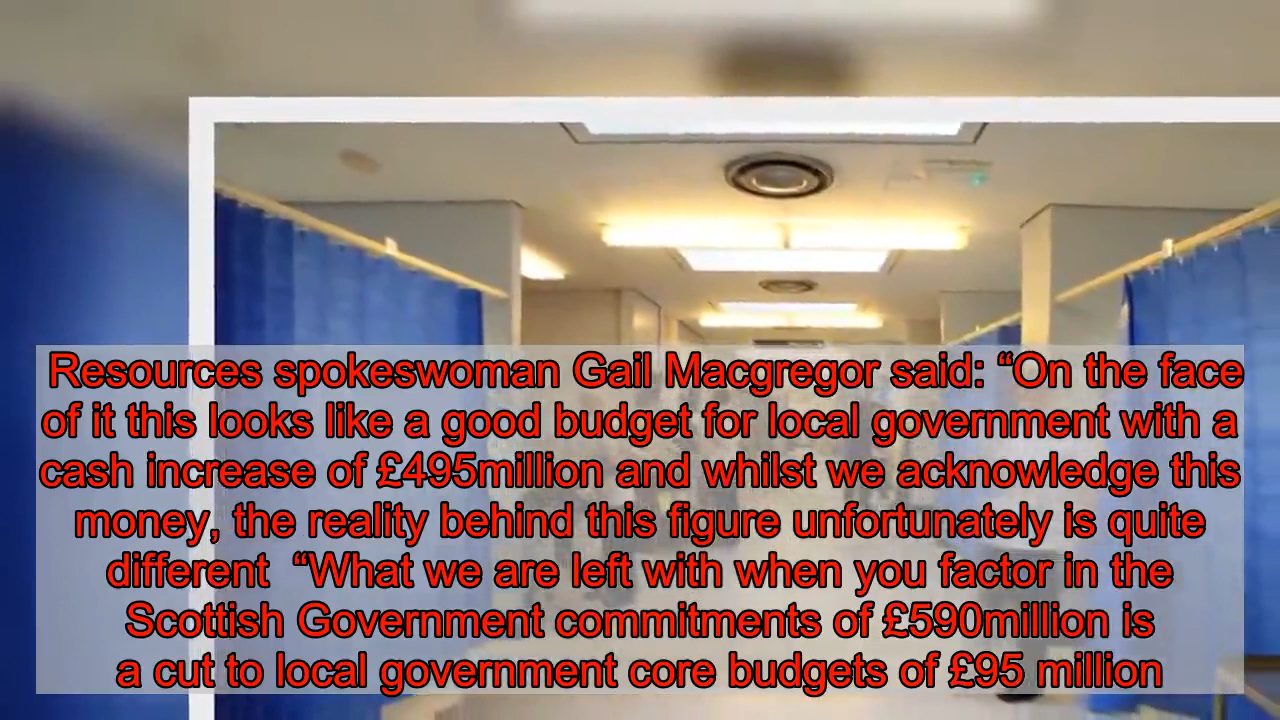 Resources spokeswoman Gail Macgregor said: “On the face
of it this looks like a good budget for local government with a
cash increase of £495million and whilst we acknowledge this
money, the reality behind this figure unfortunately is quite
different  “What we are left with when you factor in the
Scottish Government commitments of £590million is
a cut to local government core budgets of £95 million